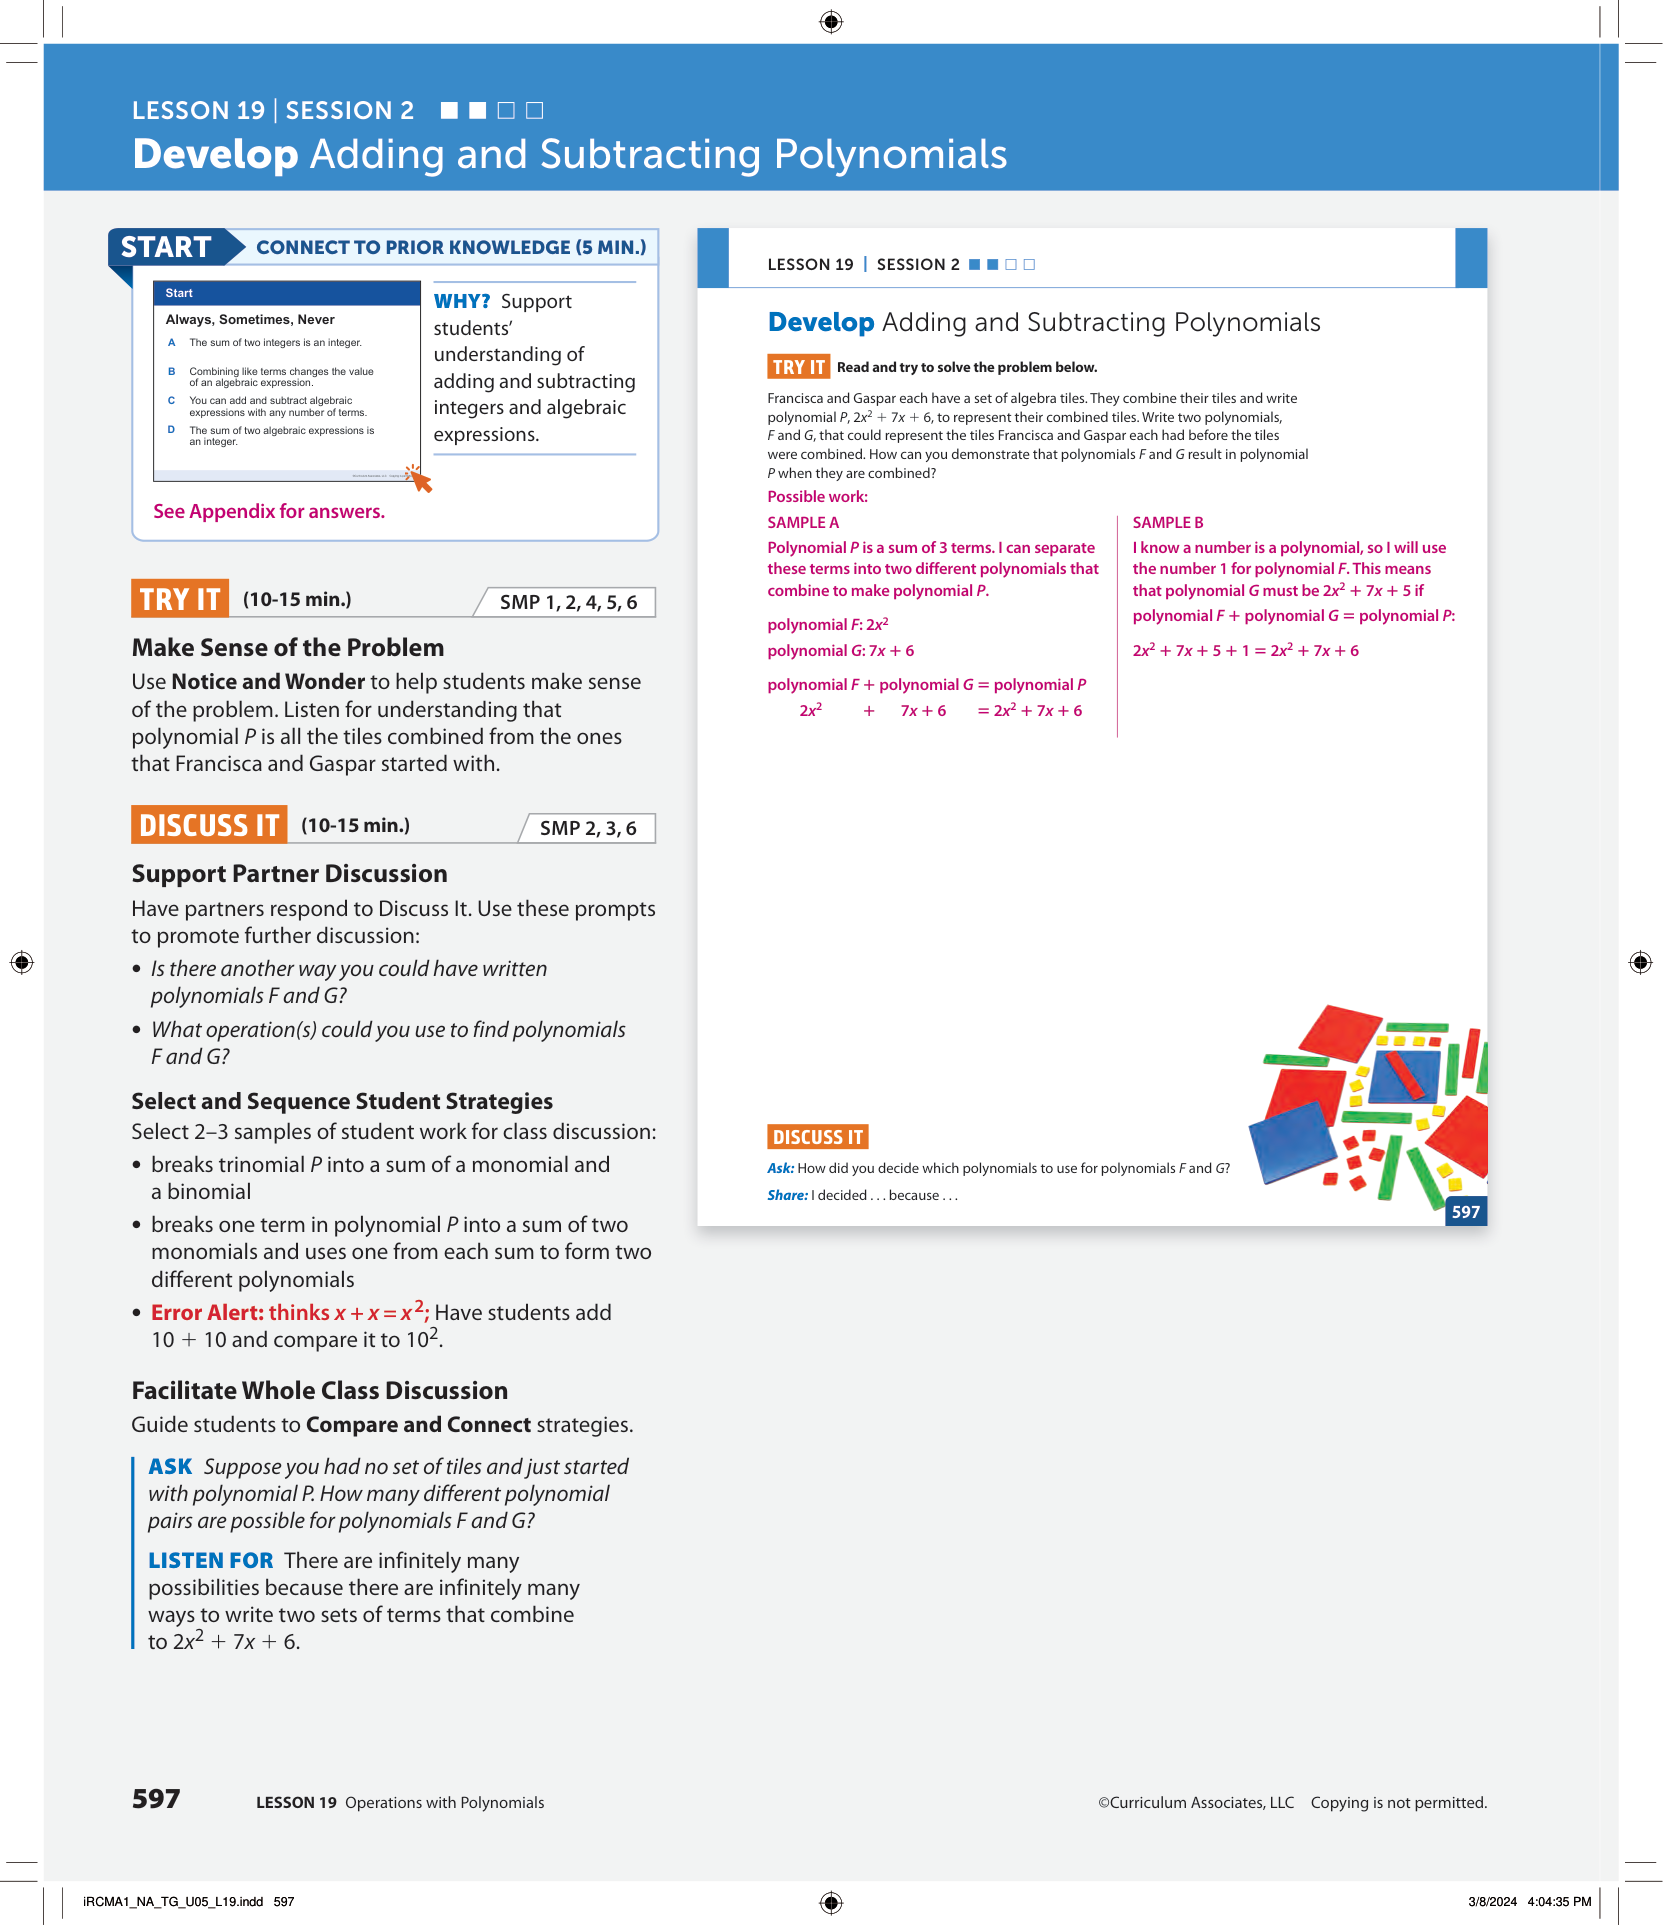 LESSON 19 | SESSION 2
Develop Adding and Subtracting Polynomials
START CONNECT TO PRIOR KNOWLEDGE (5 MIN.)
Start
Always, Sometimes, Never
A The sum of two integers is an integer.
B Combining like terms changes the value
of an algebraic expression.
C You can add and subtract algebraic
expressions with any number of terms.
D The sum of two algebraic expressions is
an integer.
WHY? Support
students'
understanding of
adding and subtracting
integers and algebraic
expressions.
See Appendix for answers.
TRY IT (10-15 min.) SMP 1, 2, 4, 5, 6
Make Sense of the Problem
Use Notice and Wonder to help students make sense
of the problem. Listen for understanding that
polynomial P is all the tiles combined from the ones
that Francisca and Gaspar started with.
DISCUSS IT (10-15 min.) SMP 2, 3, 6
Support Partner Discussion
Have partners respond to Discuss It. Use these prompts
to promote further discussion:
• Is there another way you could have written
polynomials F and G?
• What operation(s) could you use to find polynomials
F and G?
Select and Sequence Student Strategies
Select 2–3 samples of student work for class discussion:
• breaks trinomial P into a sum of a monomial and
a binomial
• breaks one term in polynomial P into a sum of two
monomials and uses one from each sum to form two
different polynomials
• Error Alert: thinks x + x = x²; Have students add
10 + 10 and compare it to 10².
Facilitate Whole Class Discussion
Guide students to Compare and Connect strategies.
ASK Suppose you had no set of tiles and just started
with polynomial P. How many different polynomial
pairs are possible for polynomials F and G?
LISTEN FOR There are infinitely many
possibilities because there are infinitely many
ways to write two sets of terms that combine
to 2x² + 7x + 6.
LESSON 19 | SESSION 2
Develop Adding and Subtracting Polynomials
TRY IT Read and try to solve the problem below.
Francisca and Gaspar each have a set of algebra tiles. They combine their tiles and write
polynomial P, 2x² + 7x + 6, to represent their combined tiles. Write two polynomials,
F and G, that could represent the tiles Francisca and Gaspar each had before the tiles
were combined. How can you demonstrate that polynomials F and G result in polynomial
P when they are combined?
Possible work:
SAMPLE A
Polynomial P is a sum of 3 terms. I can separate
these terms into two different polynomials that
combine to make polynomial P.
polynomial F: 2x²
polynomial G: 7x + 6
polynomial F + polynomial G = polynomial P
2x² + 7x + 6 = 2x² + 7x + 6
SAMPLE B
I know a number is a polynomial, so I will use
the number 1 for polynomial F. This means
that polynomial G must be 2x² + 7x + 5 if
polynomial F + polynomial G = polynomial P:
2x² + 7x + 5 + 1 = 2x² + 7x + 6
DISCUSS IT
Ask: How did you decide which polynomials to use for polynomials F and G?
Share: I decided . . . because . . .
597
597 LESSON 19 Operations with Polynomials
©Curriculum Associates, LLC Copying is not permitted.
iRCMA1_NA_TG_U05_L19.indd 597
3/8/2024 4:04:35 PM